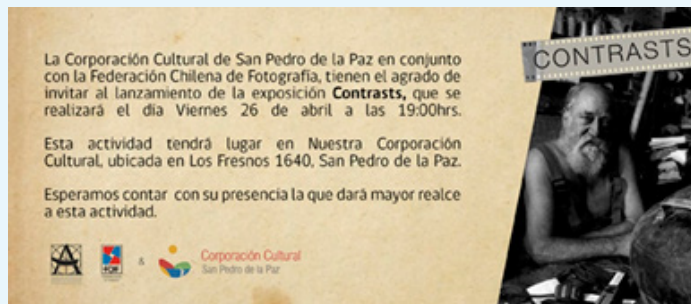 La Corporación Cultural de San Pedro de la Paz en conjunto
con la Federación Chilena de Fotografía, tienen el agrado de
invitar al lanzamiento de la exposición Contrasts, que se
realizará el día Viernes 26 de abril a las 19:00hrs.
Esta actividad tendrá lugar en Nuestra Corporación
Cultural, ubicada en Los Fresnos 1640, San Pedro de la Paz.
Esperamos contar con su presencia la que dará mayor realce
a esta actividad.
&
Corporación Cultural
San Pedro de la Paz
CONTRASTS